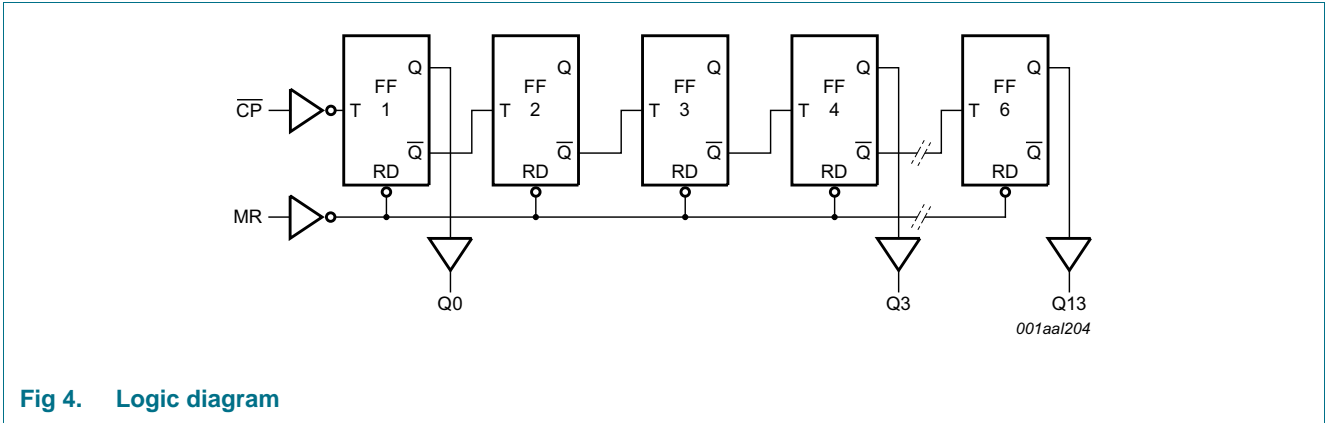 Q Q Q Q Q
FF FF FF FF FF
C̅P̅ T 1 T 2 T 3 T 4 T 6
Q̅ Q̅ Q̅ Q̅ Q̅
RD RD RD RD RD
MR
Q0 Q3 Q13
001aal204
Fig 4. Logic diagram